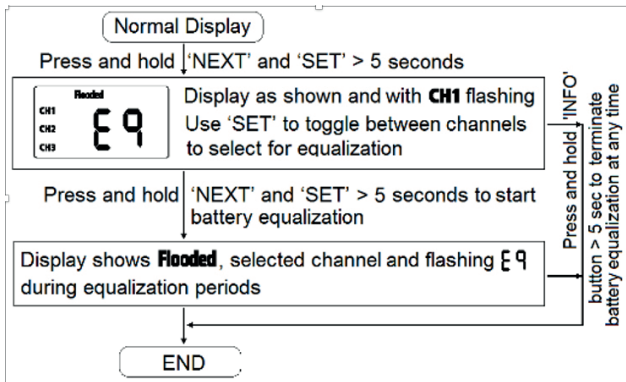 Normal Display
Press and hold 'NEXT' and 'SET' > 5 seconds
Flooded
CH1
CH2
CH3
E9
Display as shown and with CH1 flashing
Use 'SET' to toggle between channels
to select for equalization
Press and hold 'NEXT' and 'SET' > 5 seconds to start
battery equalization
Display shows Flooded, selected channel and flashing E9
during equalization periods
END
Press and hold 'INFO'
button > 5 sec to terminate
battery equalization at any time